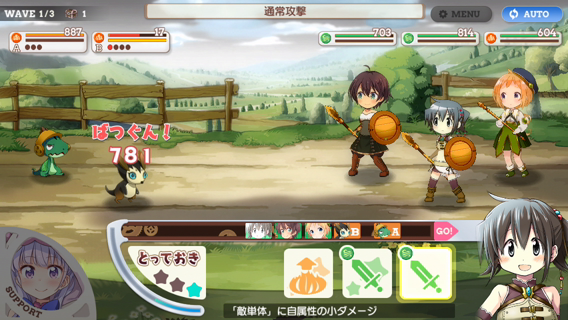 WAVE 1/3
1
通常攻撃
MENU
AUTO
887
A
17
B
703
814
604
ばつぐん!
781
B
A
GO!
とっておき
SUPPORT
「敵単体」に自属性の小ダメージ